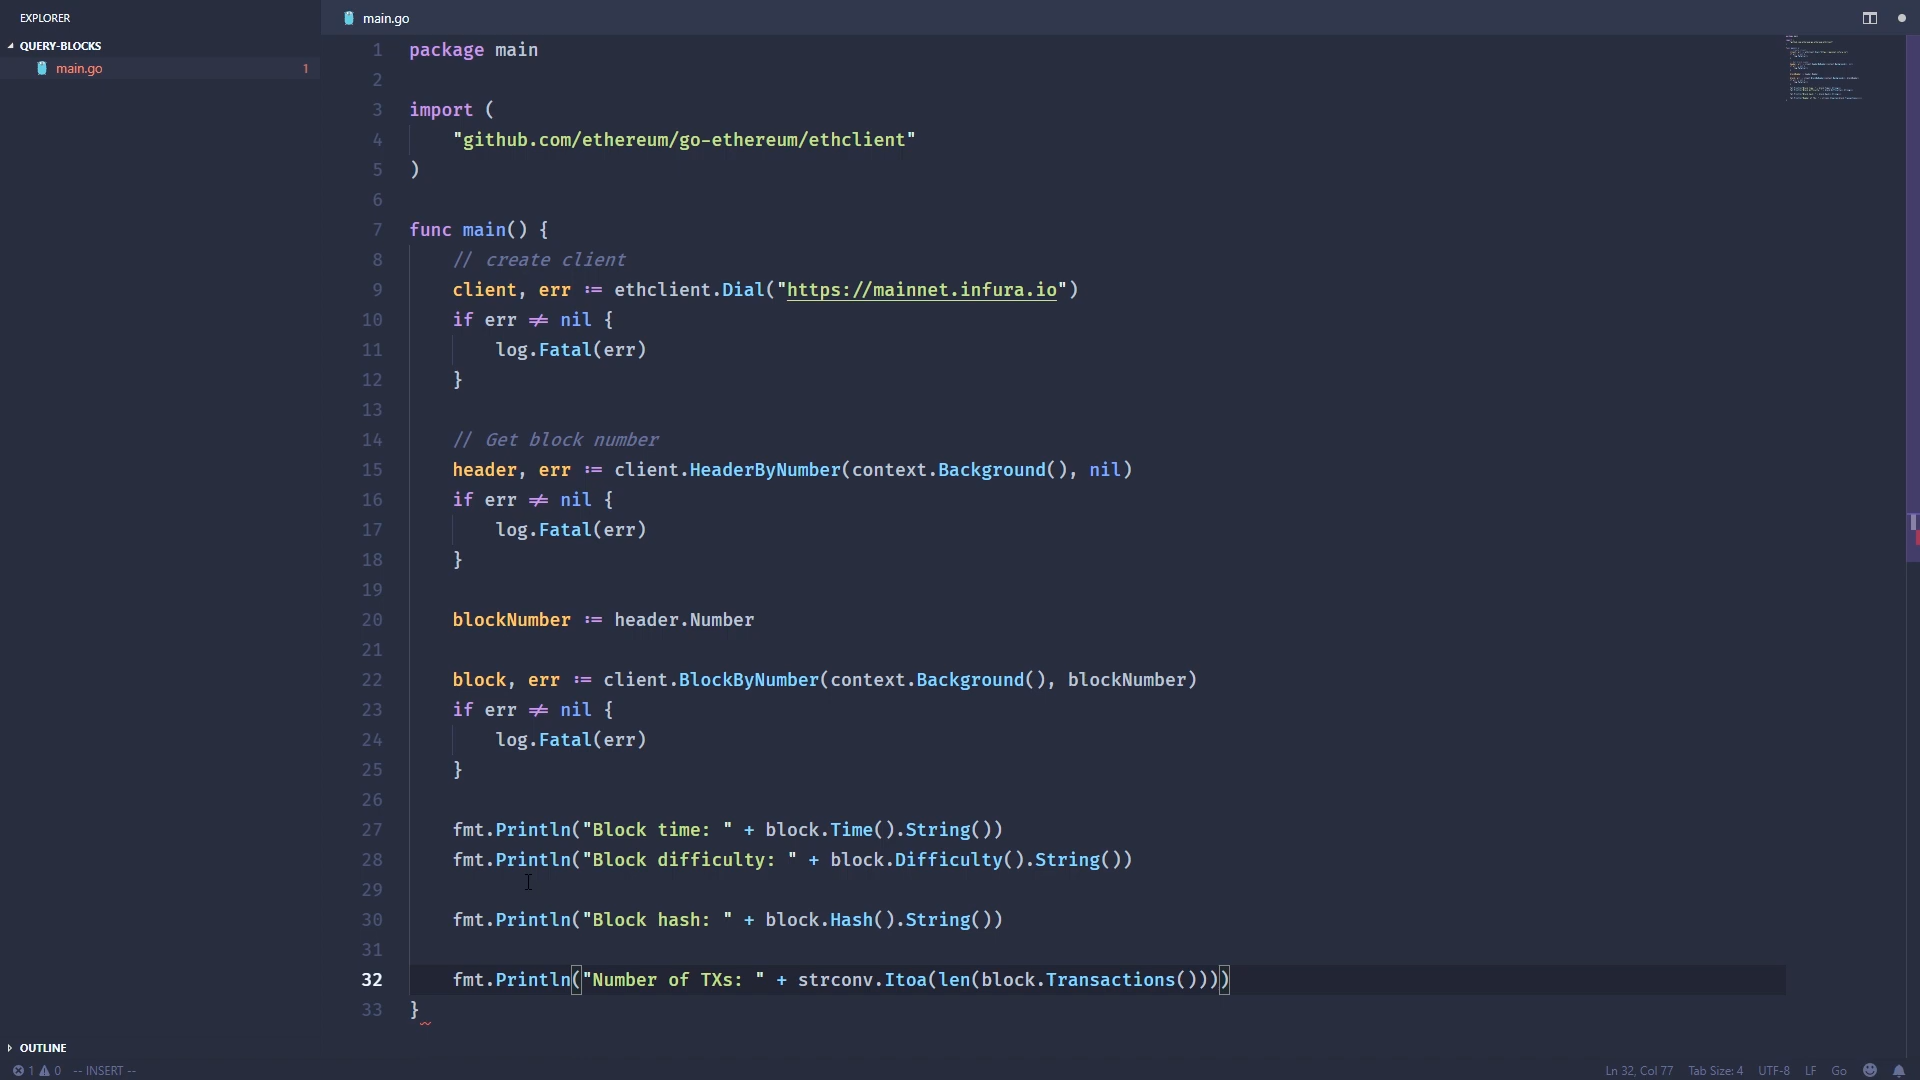 EXPLORER
QUERY-BLOCKS
main.go 1
main.go
1 package main
2
3 import (
4 "github.com/ethereum/go-ethereum/ethclient"
5 )
6
7 func main() {
8 // create client
9 client, err := ethclient.Dial("https://mainnet.infura.io")
10 if err != nil {
11 log.Fatal(err)
12 }
13
14 // Get block number
15 header, err := client.HeaderByNumber(context.Background(), nil)
16 if err != nil {
17 log.Fatal(err)
18 }
19
20 blockNumber := header.Number
21
22 block, err := client.BlockByNumber(context.Background(), blockNumber)
23 if err != nil {
24 log.Fatal(err)
25 }
26
27 fmt.Println("Block time: " + block.Time().String())
28 fmt.Println("Block difficulty: " + block.Difficulty().String())
29
30 fmt.Println("Block hash: " + block.Hash().String())
31
32 fmt.Println("Number of TXs: " + strconv.Itoa(len(block.Transactions())))
33 }
OUTLINE
1 0 -- INSERT -- Ln 32, Col 77 Tab Size: 4 UTF-8 LF Go